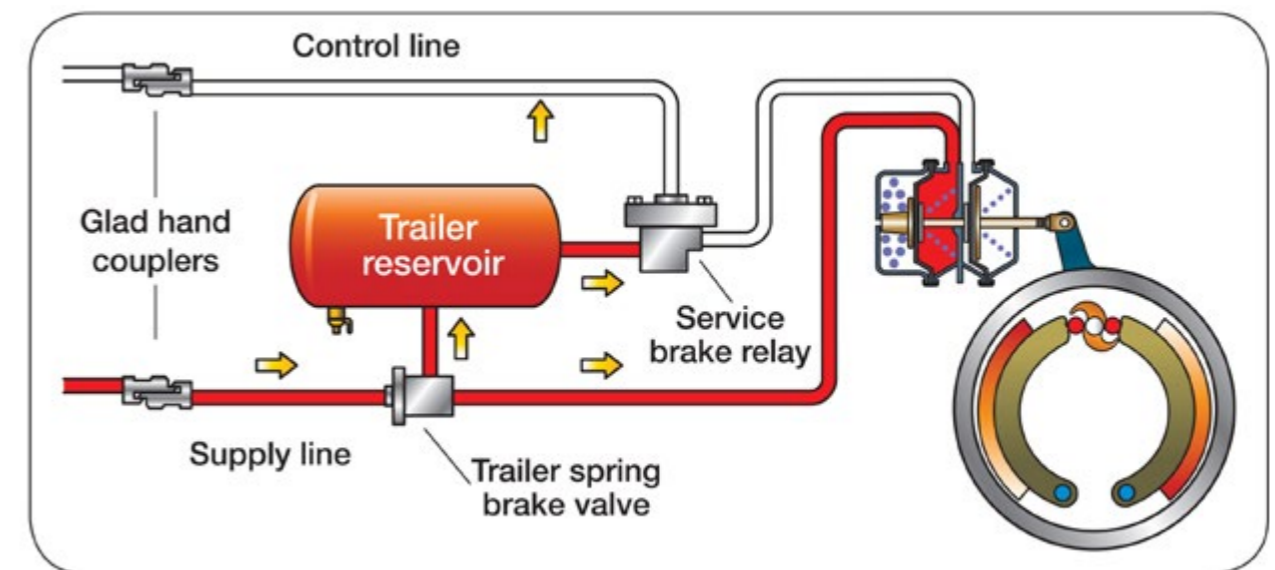 Control line
Glad hand
couplers
Trailer
reservoir
Service
brake relay
Supply line
Trailer spring
brake valve